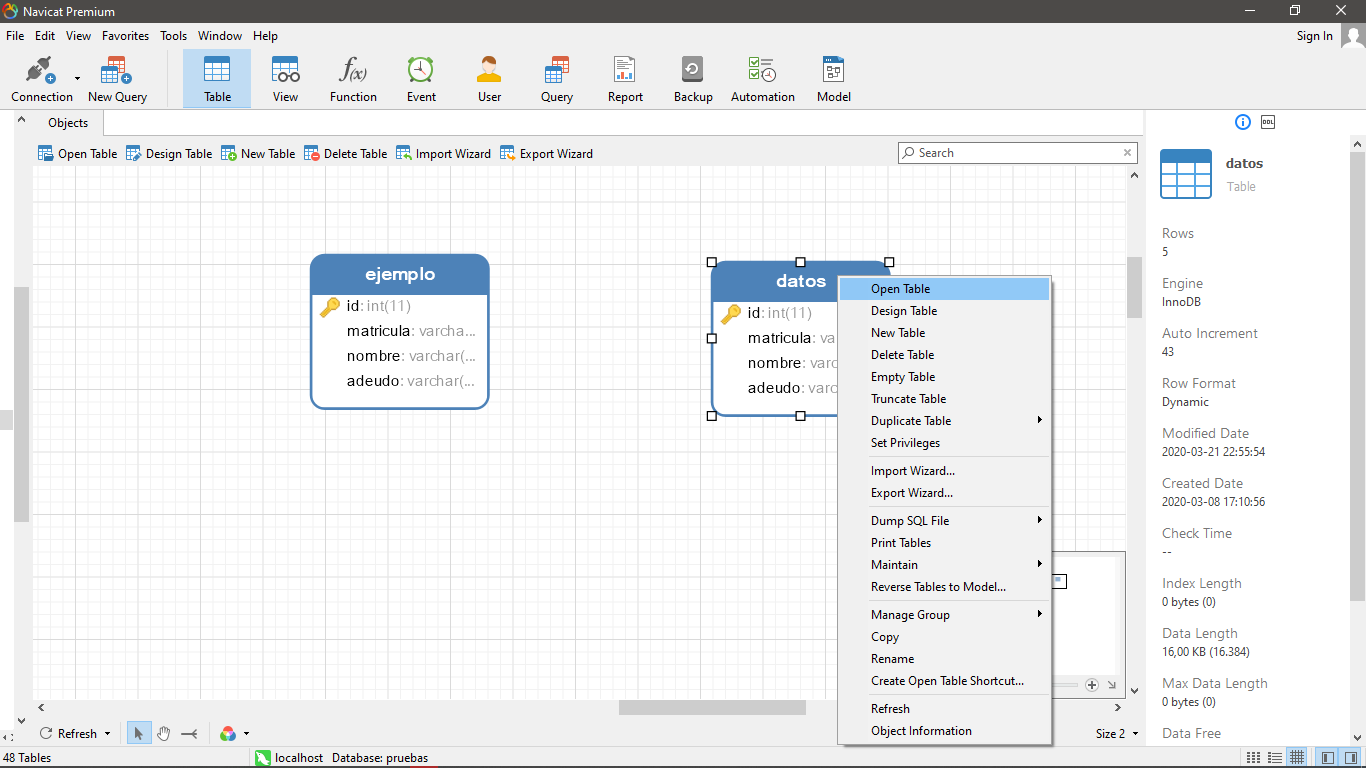 Navicat Premium
File Edit View Favorites Tools Window Help
Sign In
Connection New Query Table View Function Event User Query Report Backup Automation Model
f(x)
Objects
DDL
Open Table Design Table New Table Delete Table Import Wizard Export Wizard
Search
ejemplo
id: int(11)
matricula: varcha...
nombre: varchar(...
adeudo: varchar(...
datos
id: int(11)
matricula: va
nombre: varc
adeudo: varc
Open Table
Design Table
New Table
Delete Table
Empty Table
Truncate Table
Duplicate Table
Set Privileges
Import Wizard...
Export Wizard...
Dump SQL File
Print Tables
Maintain
Reverse Tables to Model...
Manage Group
Copy
Rename
Create Open Table Shortcut...
Refresh
Object Information
datos
Table
Rows
5
Engine
InnoDB
Auto Increment
43
Row Format
Dynamic
Modified Date
2020-03-21 22:55:54
Created Date
2020-03-08 17:10:56
Check Time
--
Index Length
0 bytes (0)
Data Length
16,00 KB (16.384)
Max Data Length
0 bytes (0)
Data Free
Refresh
Size 2
48 Tables
localhost Database: pruebas